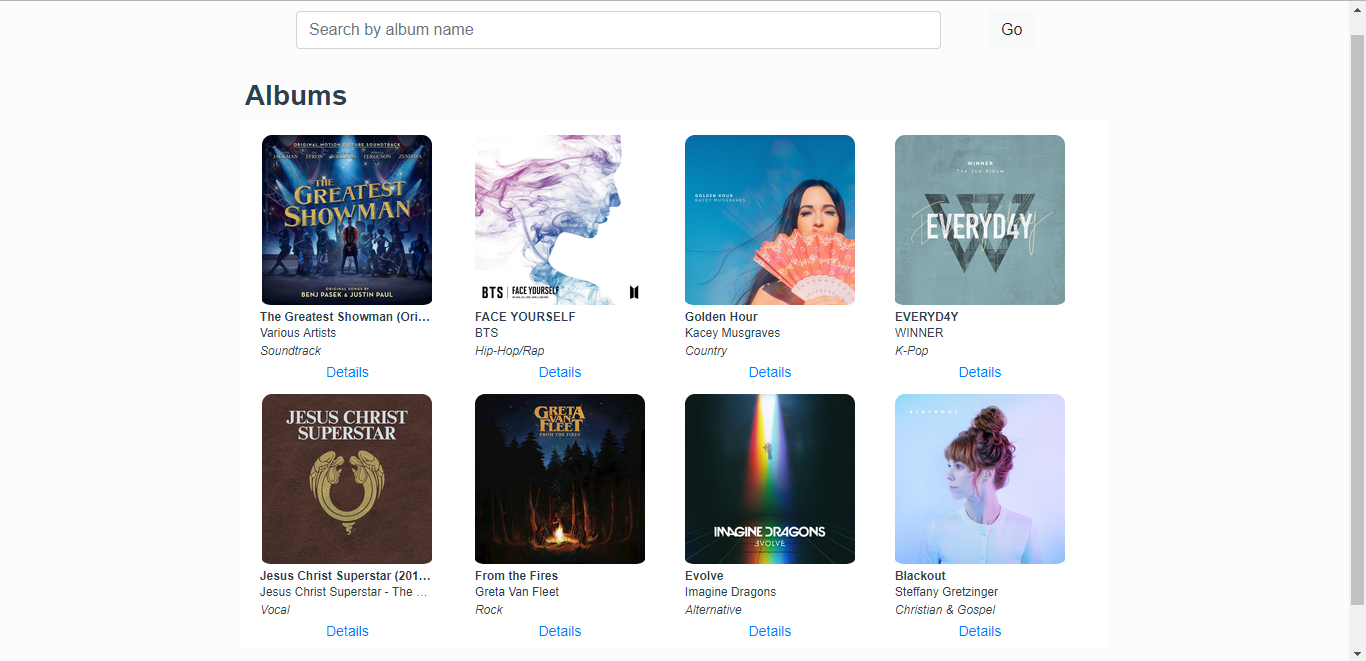 Search by album name
Go
Albums
ORIGINAL MOTION PICTURE SOUNDTRACK
JACKMAN EFRON WILLIAMS FERGUSON ZENDAYA
THE
GREATEST
SHOWMAN
ORIGINAL SONGS BY
BENJ PASEK & JUSTIN PAUL
The Greatest Showman (Ori...
Various Artists
Soundtrack
Details
BTS FACE YOURSELF
FACE YOURSELF
BTS
Hip-Hop/Rap
Details
GOLDEN HOUR
KACEY MUSGRAVES
Golden Hour
Kacey Musgraves
Country
Details
WINNER
The 2nd Album
EVERYD4Y
EVERYD4Y
WINNER
K-Pop
Details
JESUS CHRIST
SUPERSTAR
Jesus Christ Superstar (201...
Jesus Christ Superstar - The ...
Vocal
Details
GRETA
VAN
FLEET
FROM THE FIRES
From the Fires
Greta Van Fleet
Rock
Details
IMAGINE DRAGONS
EVOLVE
Evolve
Imagine Dragons
Alternative
Details
BLACKOUT
Blackout
Steffany Gretzinger
Christian & Gospel
Details